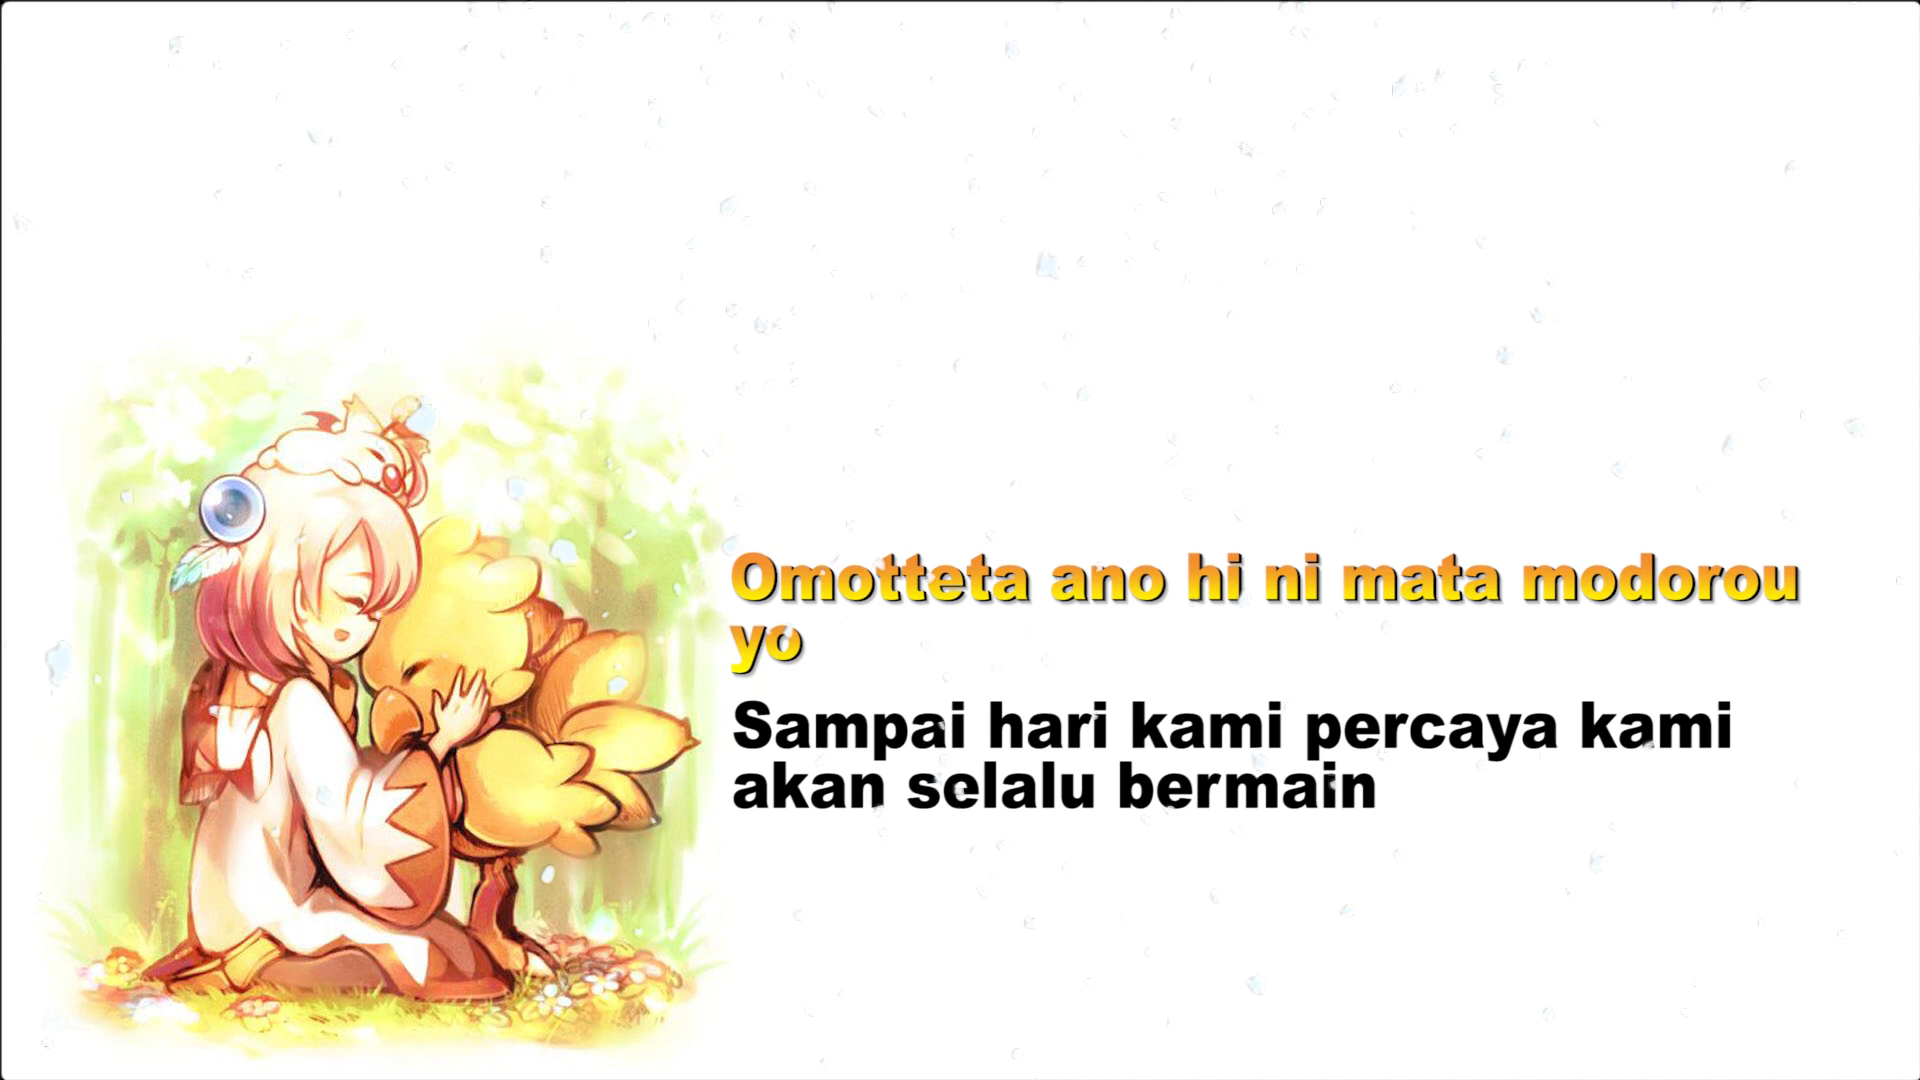 Omotteta ano hi ni mata modorou
yo
Sampai hari kami percaya kami
akan selalu bermain